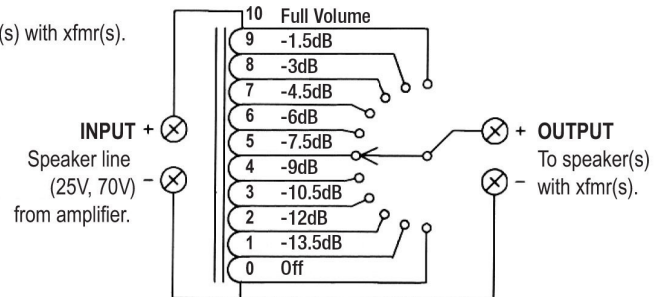 (s) with xfmr(s).
10 Full Volume
9 -1.5dB
8 -3dB
7 -4.5dB
6 -6dB
5 -7.5dB
4 -9dB
3 -10.5dB
2 -12dB
1 -13.5dB
0 Off
INPUT +
Speaker line
(25V, 70V) -
from amplifier.
+ OUTPUT
To speaker(s)
- with xfmr(s).